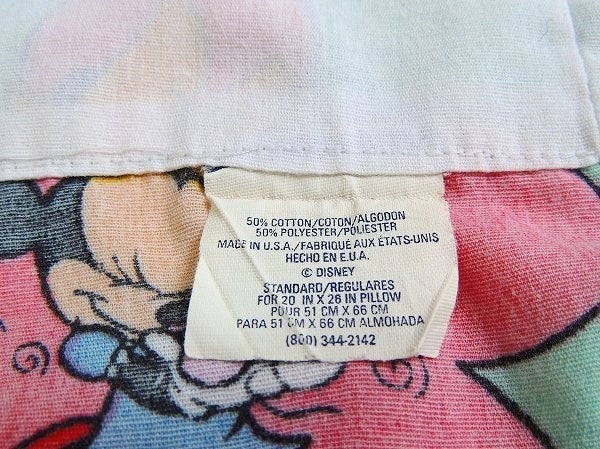 50% COTTON/COTON/ALGODON
50% POLYESTER/POLIESTER
MADE IN U.S.A./FABRIQUÉ AUX ÉTATS-UNIS
HECHO EN E.U.A.
© DISNEY
STANDARD/REGULARES
FOR 20 IN X 26 IN PILLOW
POUR 51 CM X 66 CM
PARA 51 CM X 66 CM ALMOHADA
(800) 344-2142